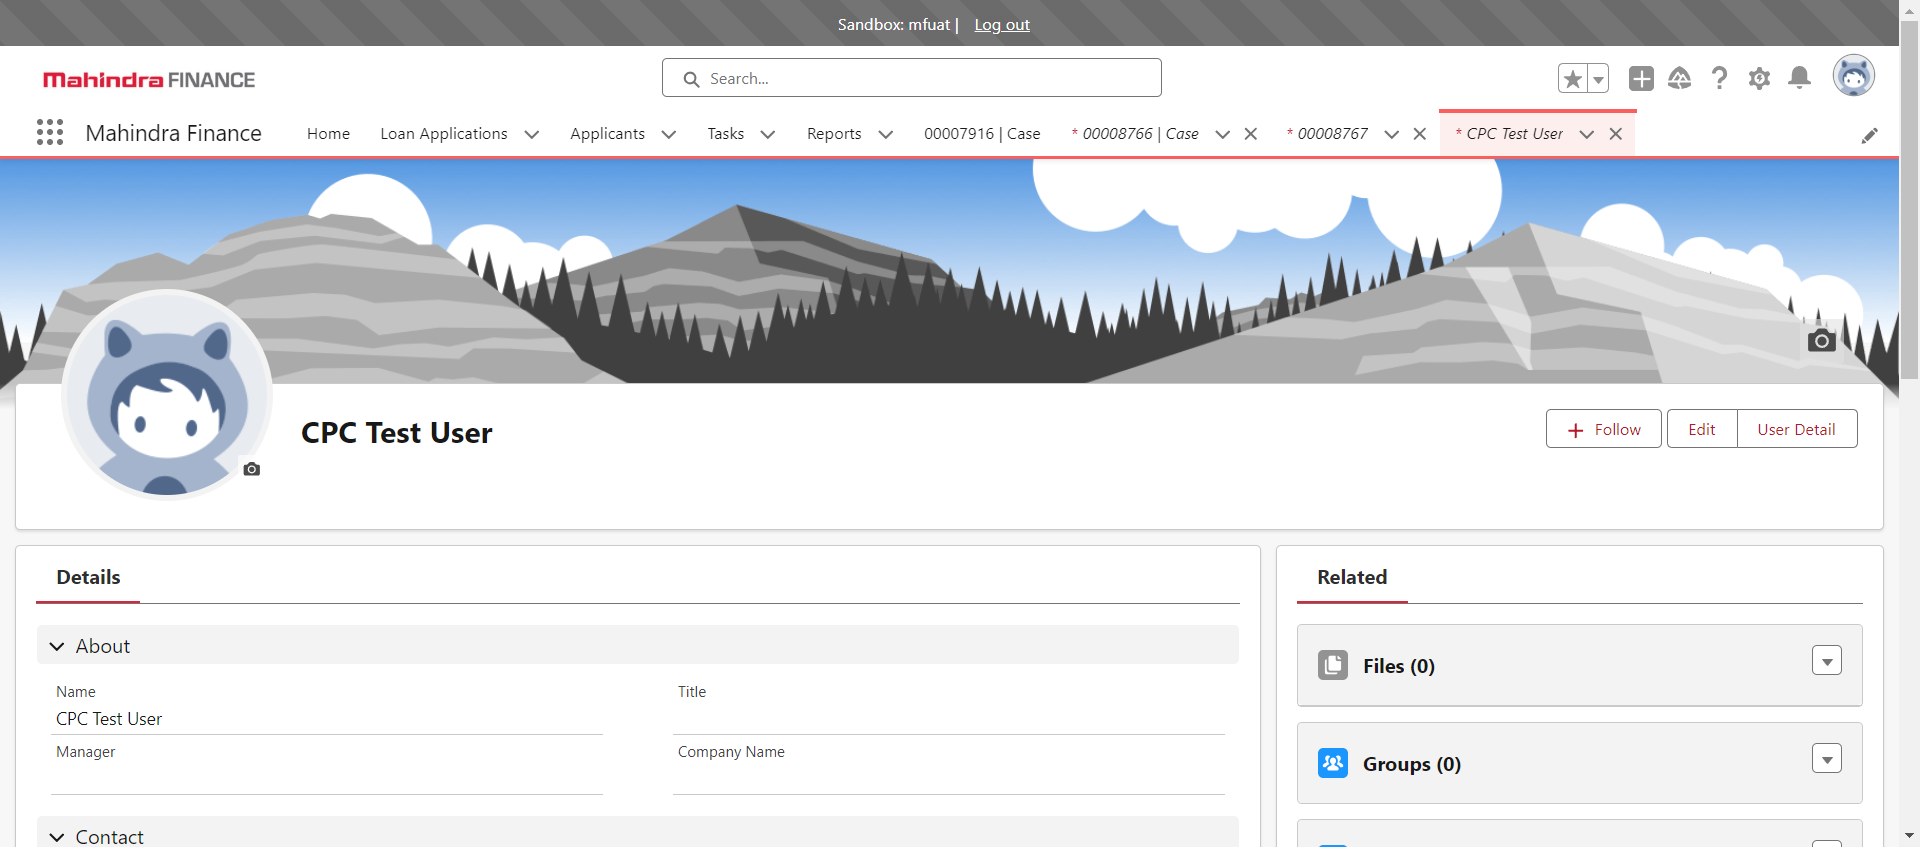 Sandbox: mfuat | Log out
Mahindra FINANCE
Search...
Mahindra Finance
Home
Loan Applications
Applicants
Tasks
Reports
00007916 | Case
* 00008766 | Case
* 00008767
* CPC Test User
CPC Test User
Follow
Edit
User Detail
Details
About
Name
CPC Test User
Title
Manager
Company Name
Contact
Related
Files (0)
Groups (0)